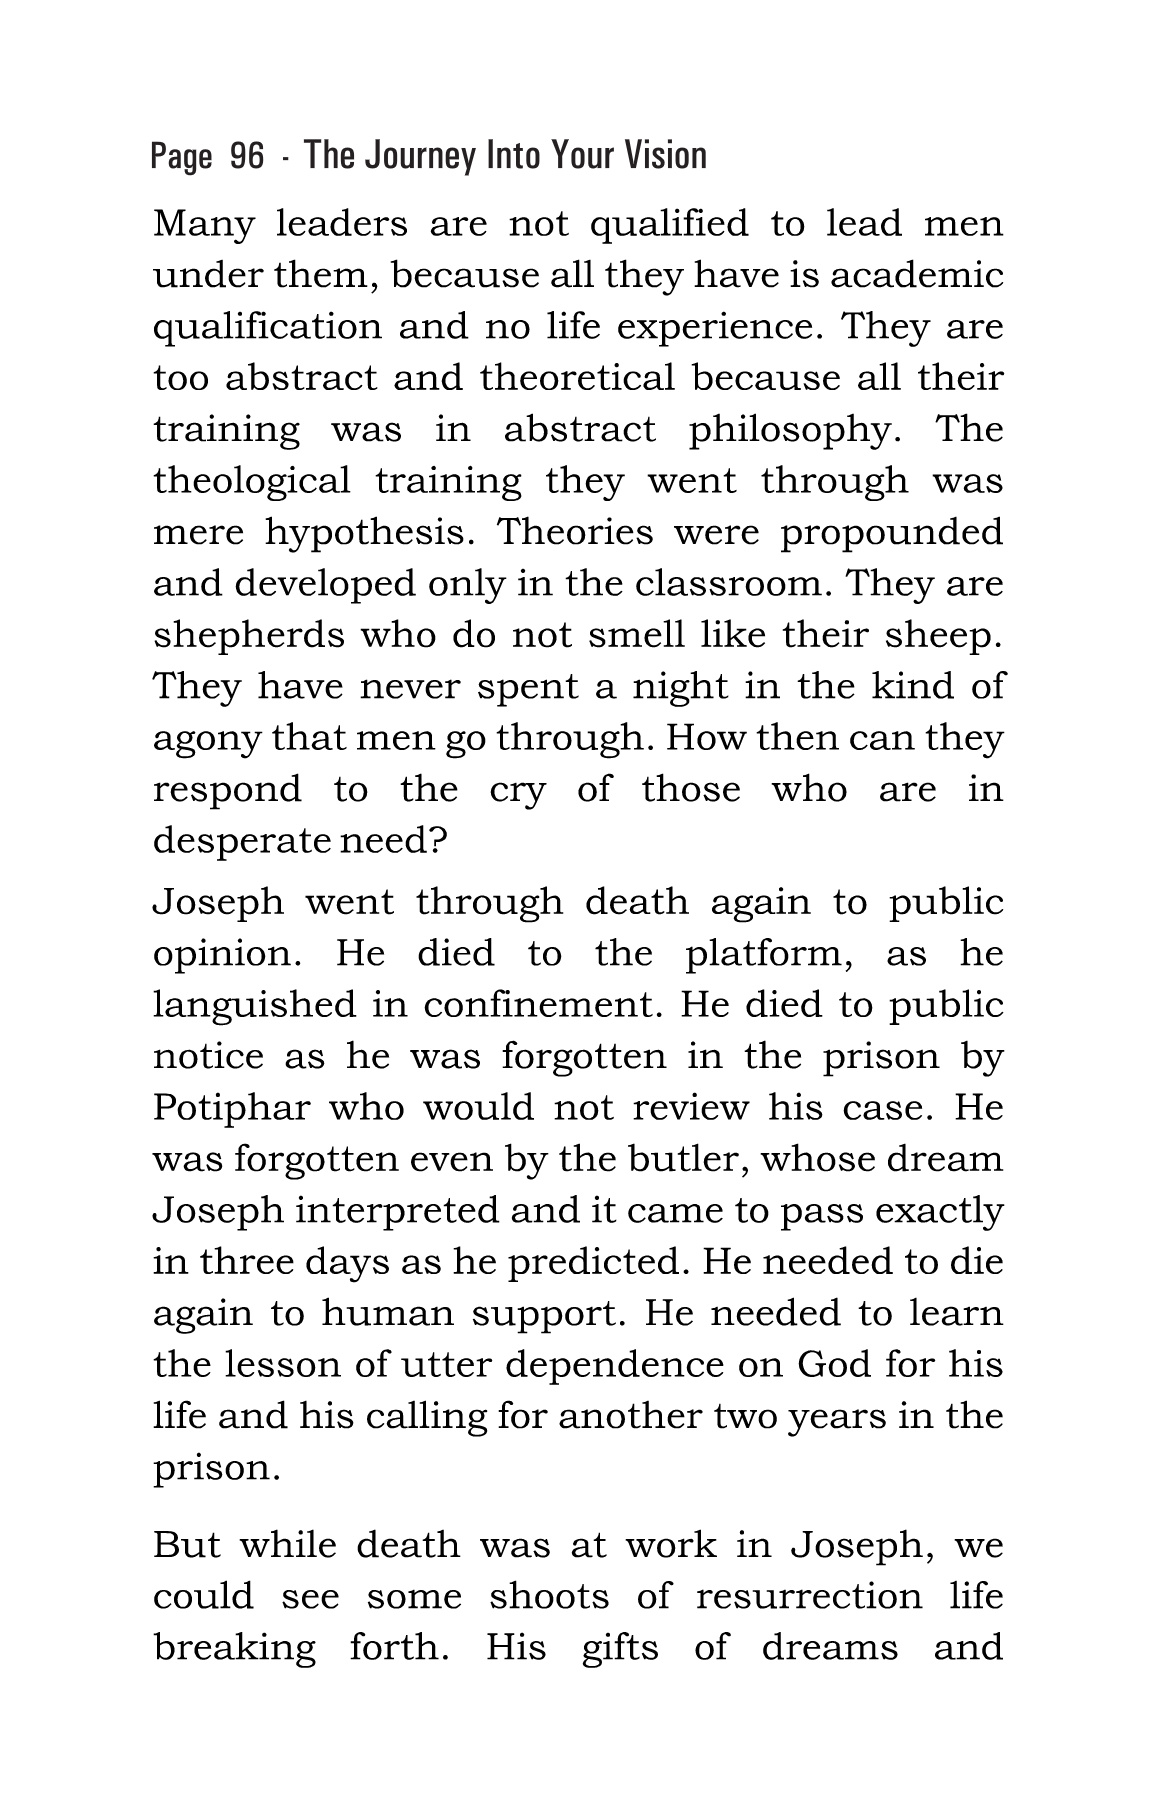 Page 96 - The Journey Into Your Vision
Many leaders are not qualified to lead men
under them, because all they have is academic
qualification and no life experience. They are
too abstract and theoretical because all their
training was in abstract philosophy. The
theological training they went through was
mere hypothesis. Theories were propounded
and developed only in the classroom. They are
shepherds who do not smell like their sheep.
They have never spent a night in the kind of
agony that men go through. How then can they
respond to the cry of those who are in
desperate need?
Joseph went through death again to public
opinion. He died to the platform, as he
languished in confinement. He died to public
notice as he was forgotten in the prison by
Potiphar who would not review his case. He
was forgotten even by the butler, whose dream
Joseph interpreted and it came to pass exactly
in three days as he predicted. He needed to die
again to human support. He needed to learn
the lesson of utter dependence on God for his
life and his calling for another two years in the
prison.
But while death was at work in Joseph, we
could see some shoots of resurrection life
breaking forth. His gifts of dreams and